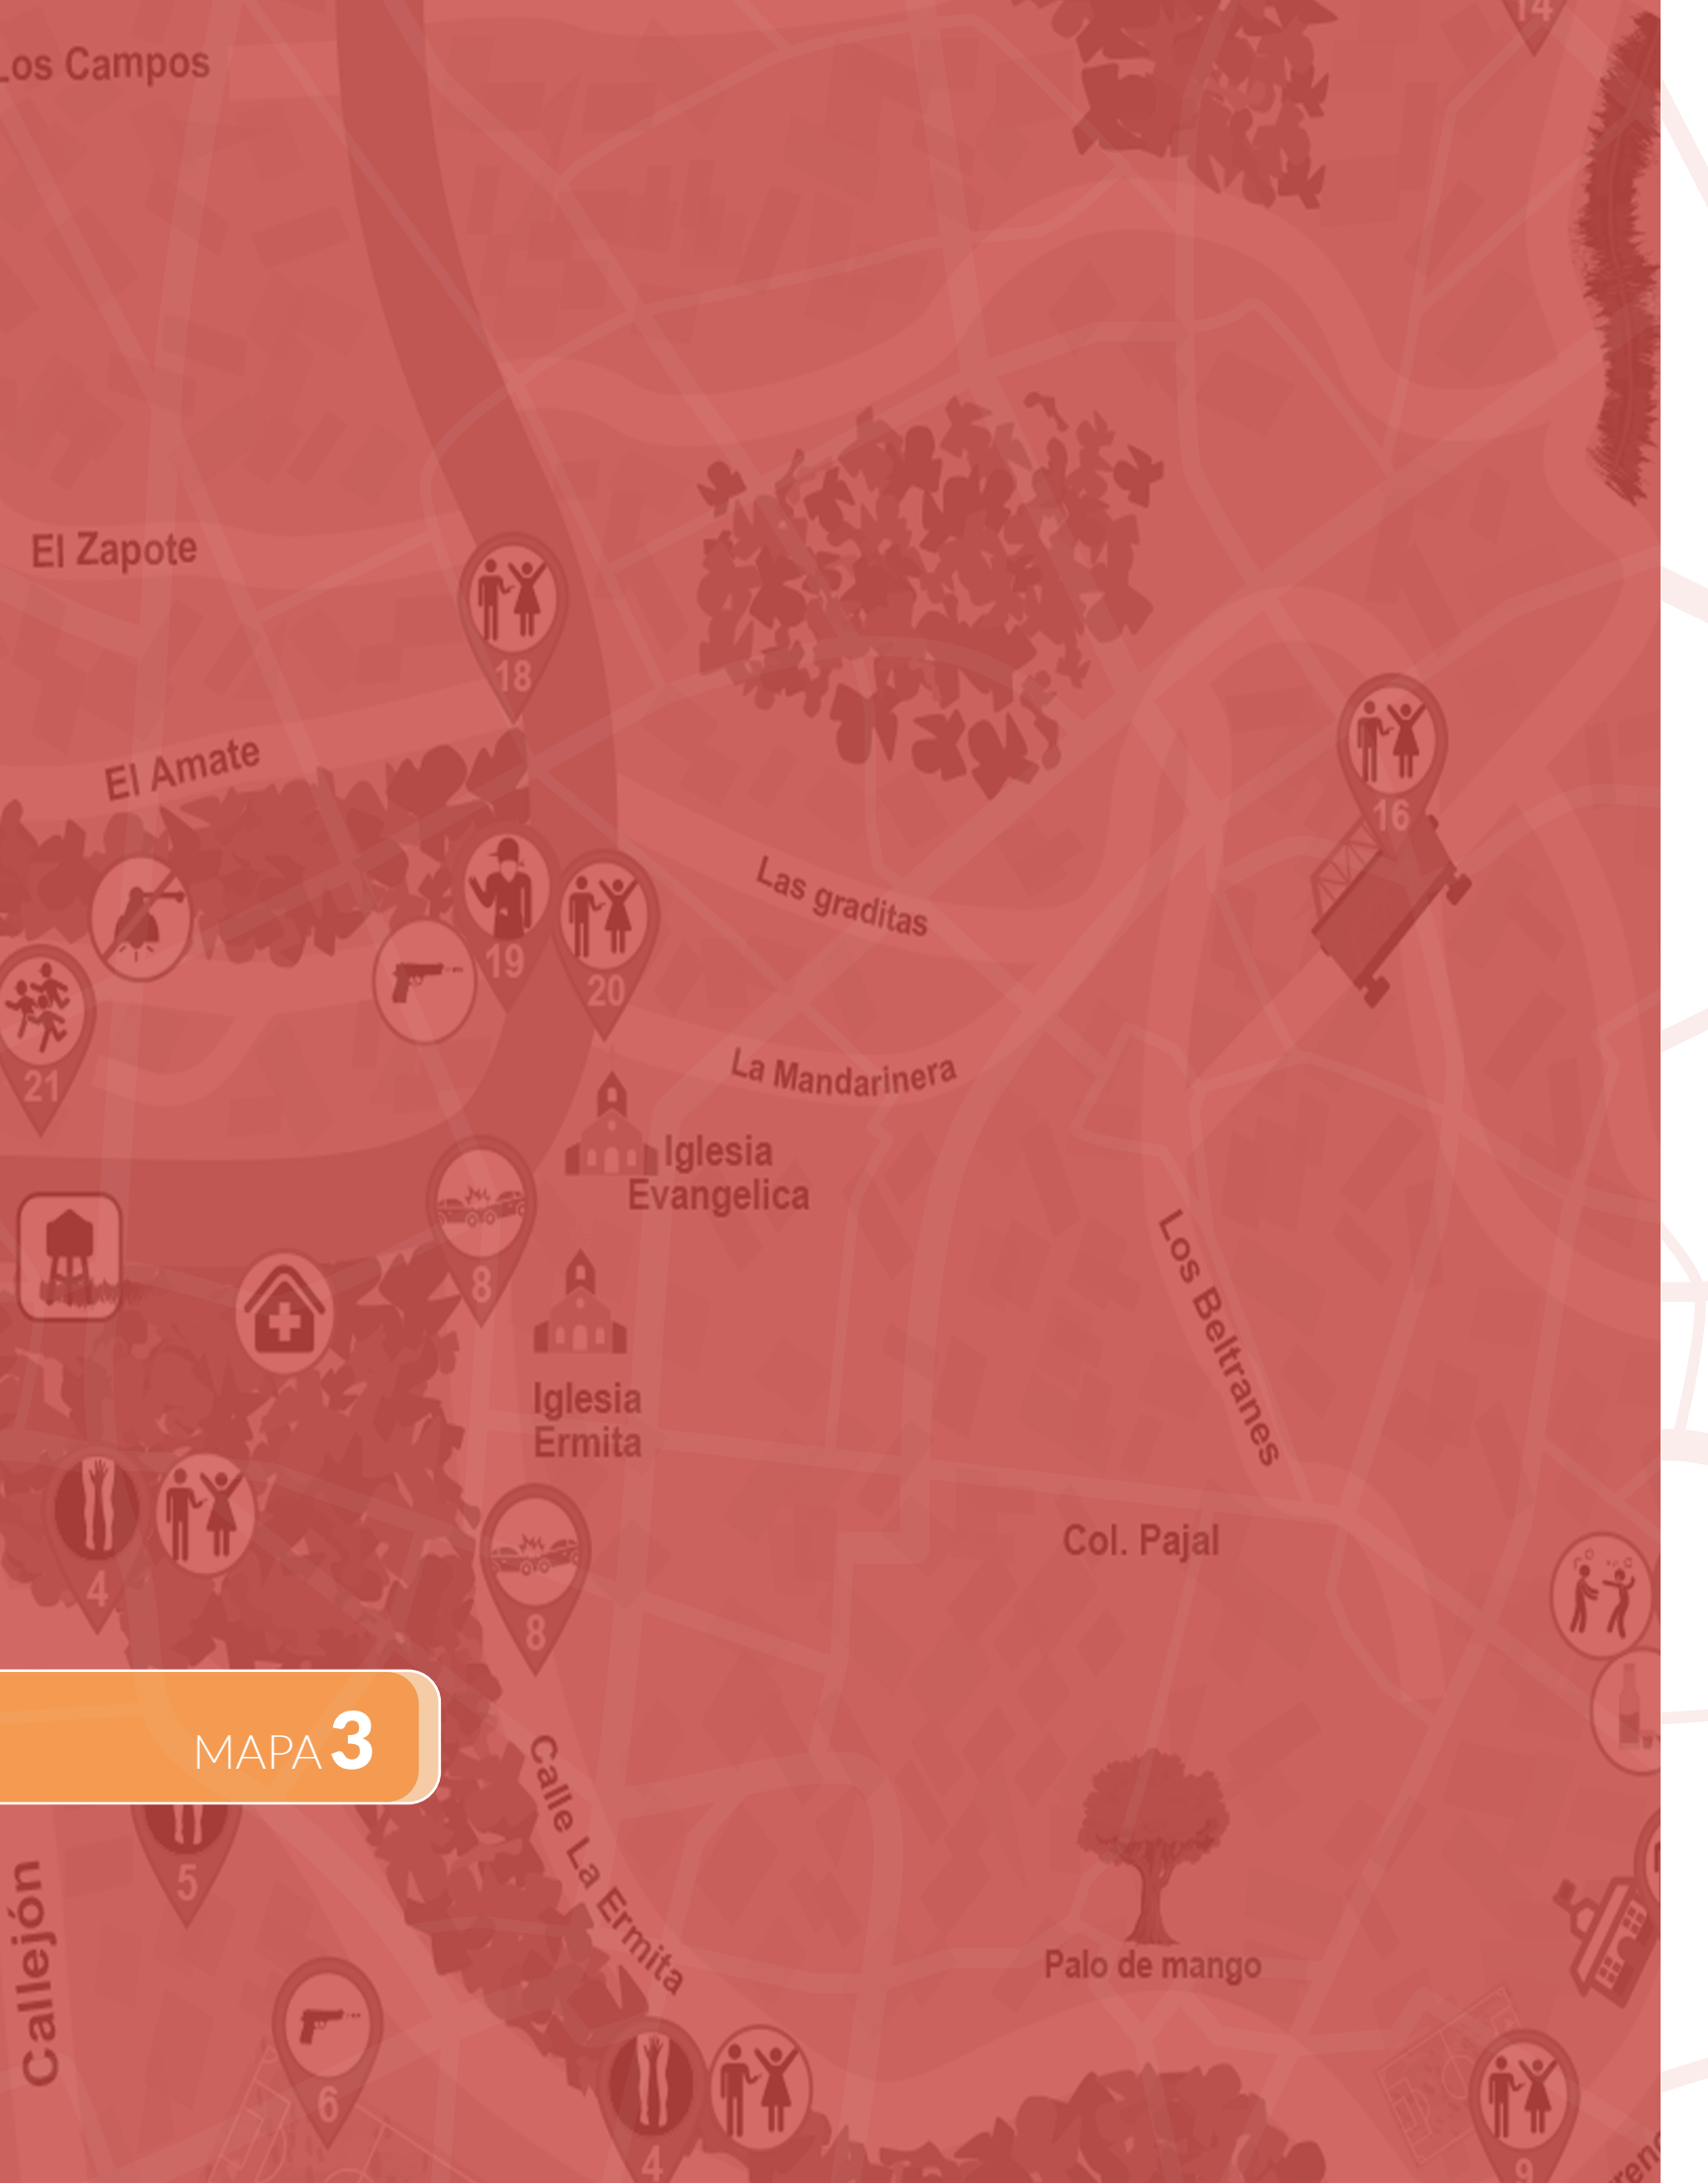 14
Los Campos
El Zapote
18
El Amate
16
Las graditas
19
20
21
La Mandarinera
Iglesia
Evangelica
8
Los Beltranes
Iglesia
Ermita
Col. Pajal
4
8
MAPA 3
Calle La Ermita
5
Callejón
Palo de mango
6
4
9